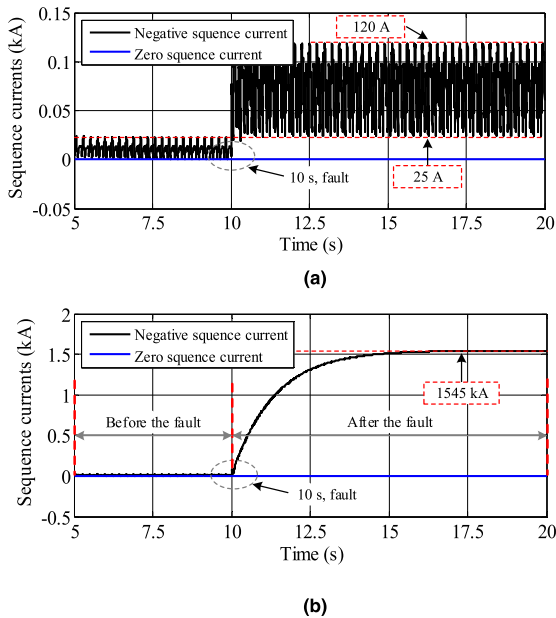 Sequence currents (kA)
0.15
0.1
0.05
0
-0.05
Negative squence current
Zero squence current
120 A
25 A
10 s, fault
5
7.5
10
12.5
15
17.5
20
Time (s)
(a)
Sequence currents (kA)
2
1.5
1
0.5
0
-0.5
Negative squence current
Zero squence current
1545 kA
Before the fault
After the fault
10 s, fault
5
7.5
10
12.5
15
17.5
20
Time (s)
(b)